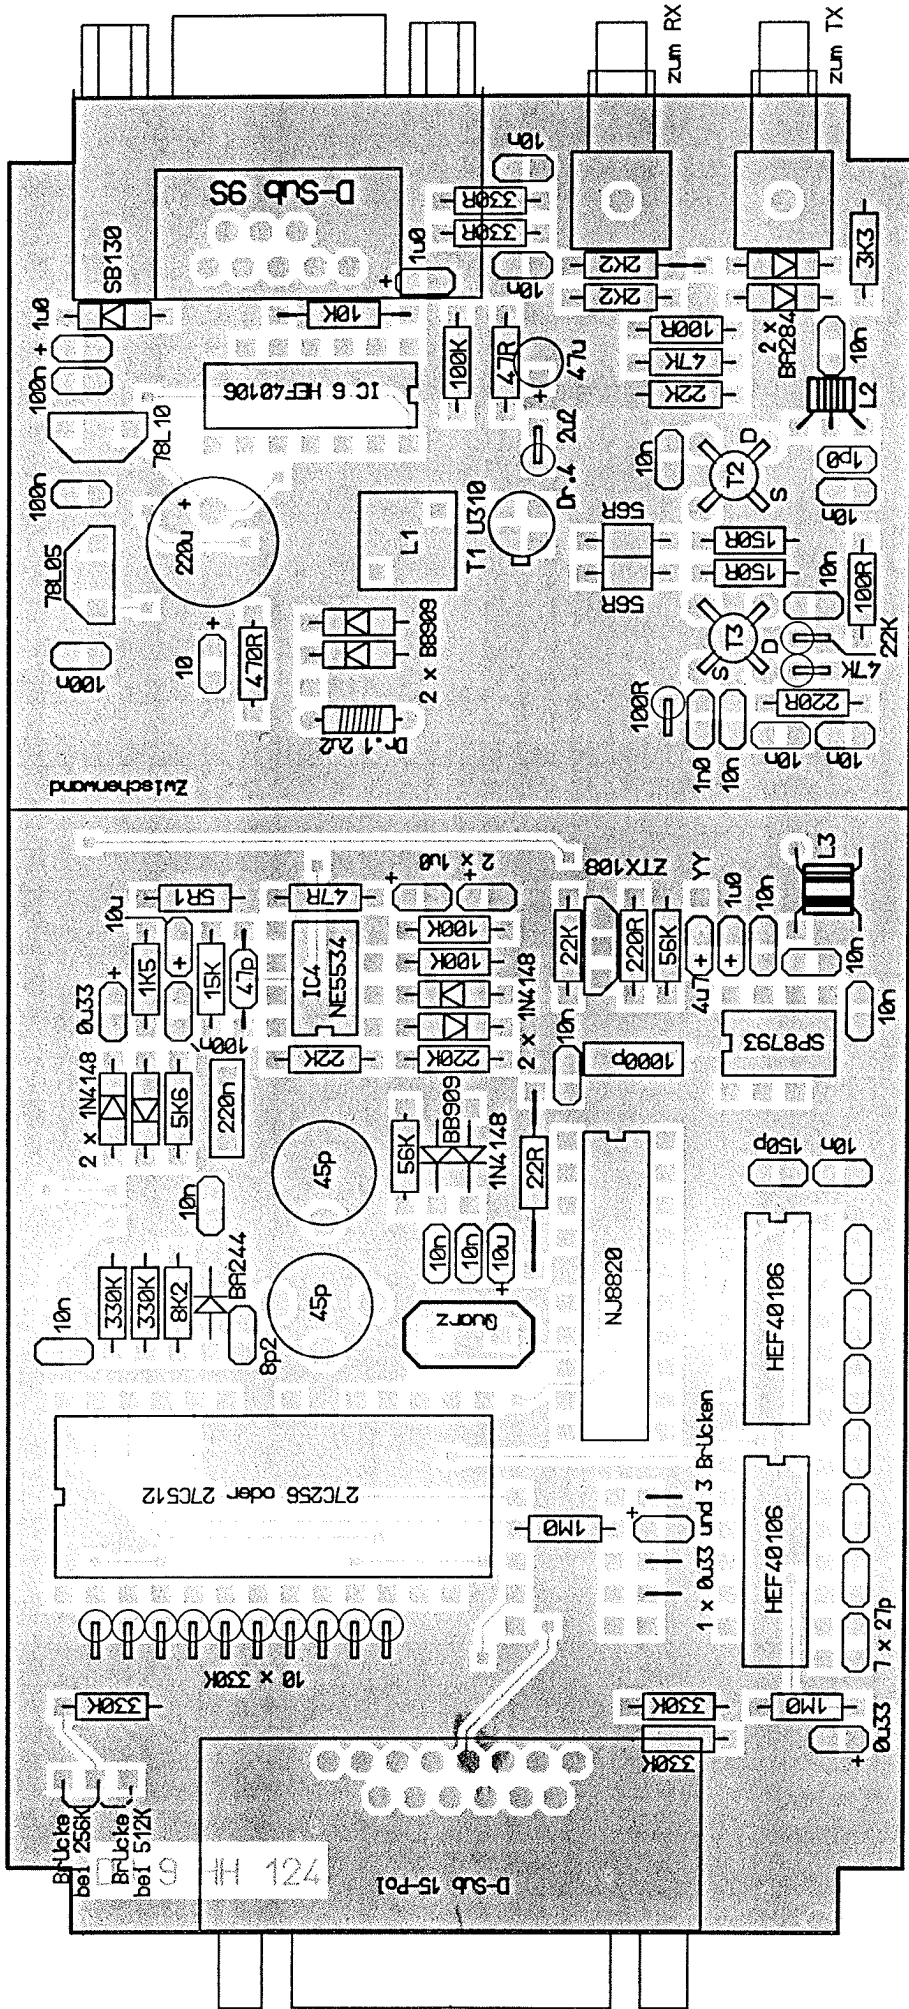 zum RX
zum TX
D-Sub 9S
SB130
10n
330R
330R
1u0
+
10n
2K2
2K2
3K3
2 x
BA284
10n
L2
1u0
+
100n
10K
IC 6 HEF40106
100K
47R
47u
+
100R
47K
22K
78L10
100n
220u
+
78L05
100n
L1
T1 U310
Dr.4
2u2
10n
T2
D
S
1p0
10n
56R
56R
150R
150R
10n
100R
T3
S
D
22K
47K
10
+
470R
2 x BB909
Dr.1 2u2
100R
1n0
10n
220R
10n
10n
Zwischenwand
10u
5R1
47R
2 x 1u0
+
+
ZTX108
YY
L3
0u33
+
1K5
+
15K
47p
IC4
NE5534
100K
100K
22K
220R
56K
4u7
+
1u0
+
10n
10n
10n
2 x 1N4148
100n
22K
220K
2 x 1N4148
10n
1000p
SP8793
5K6
220n
45p
56K
BB909
1N4148
22R
150p
10n
10n
BA244
10n
10n
10u
+
NJ8820
HEF40106
10n
330K
330K
8K2
8p2
45p
Quarz
27C256 oder 27C512
1M0
+
1 x 0u33 und 3 Brücken
HEF40106
7 x 27p
10 x 330K
330K
330K
330K
1M0
0u33
+
Brücke
bei 256K
Brücke
bei 512K
9 HH 124
D-Sub 15-Pol